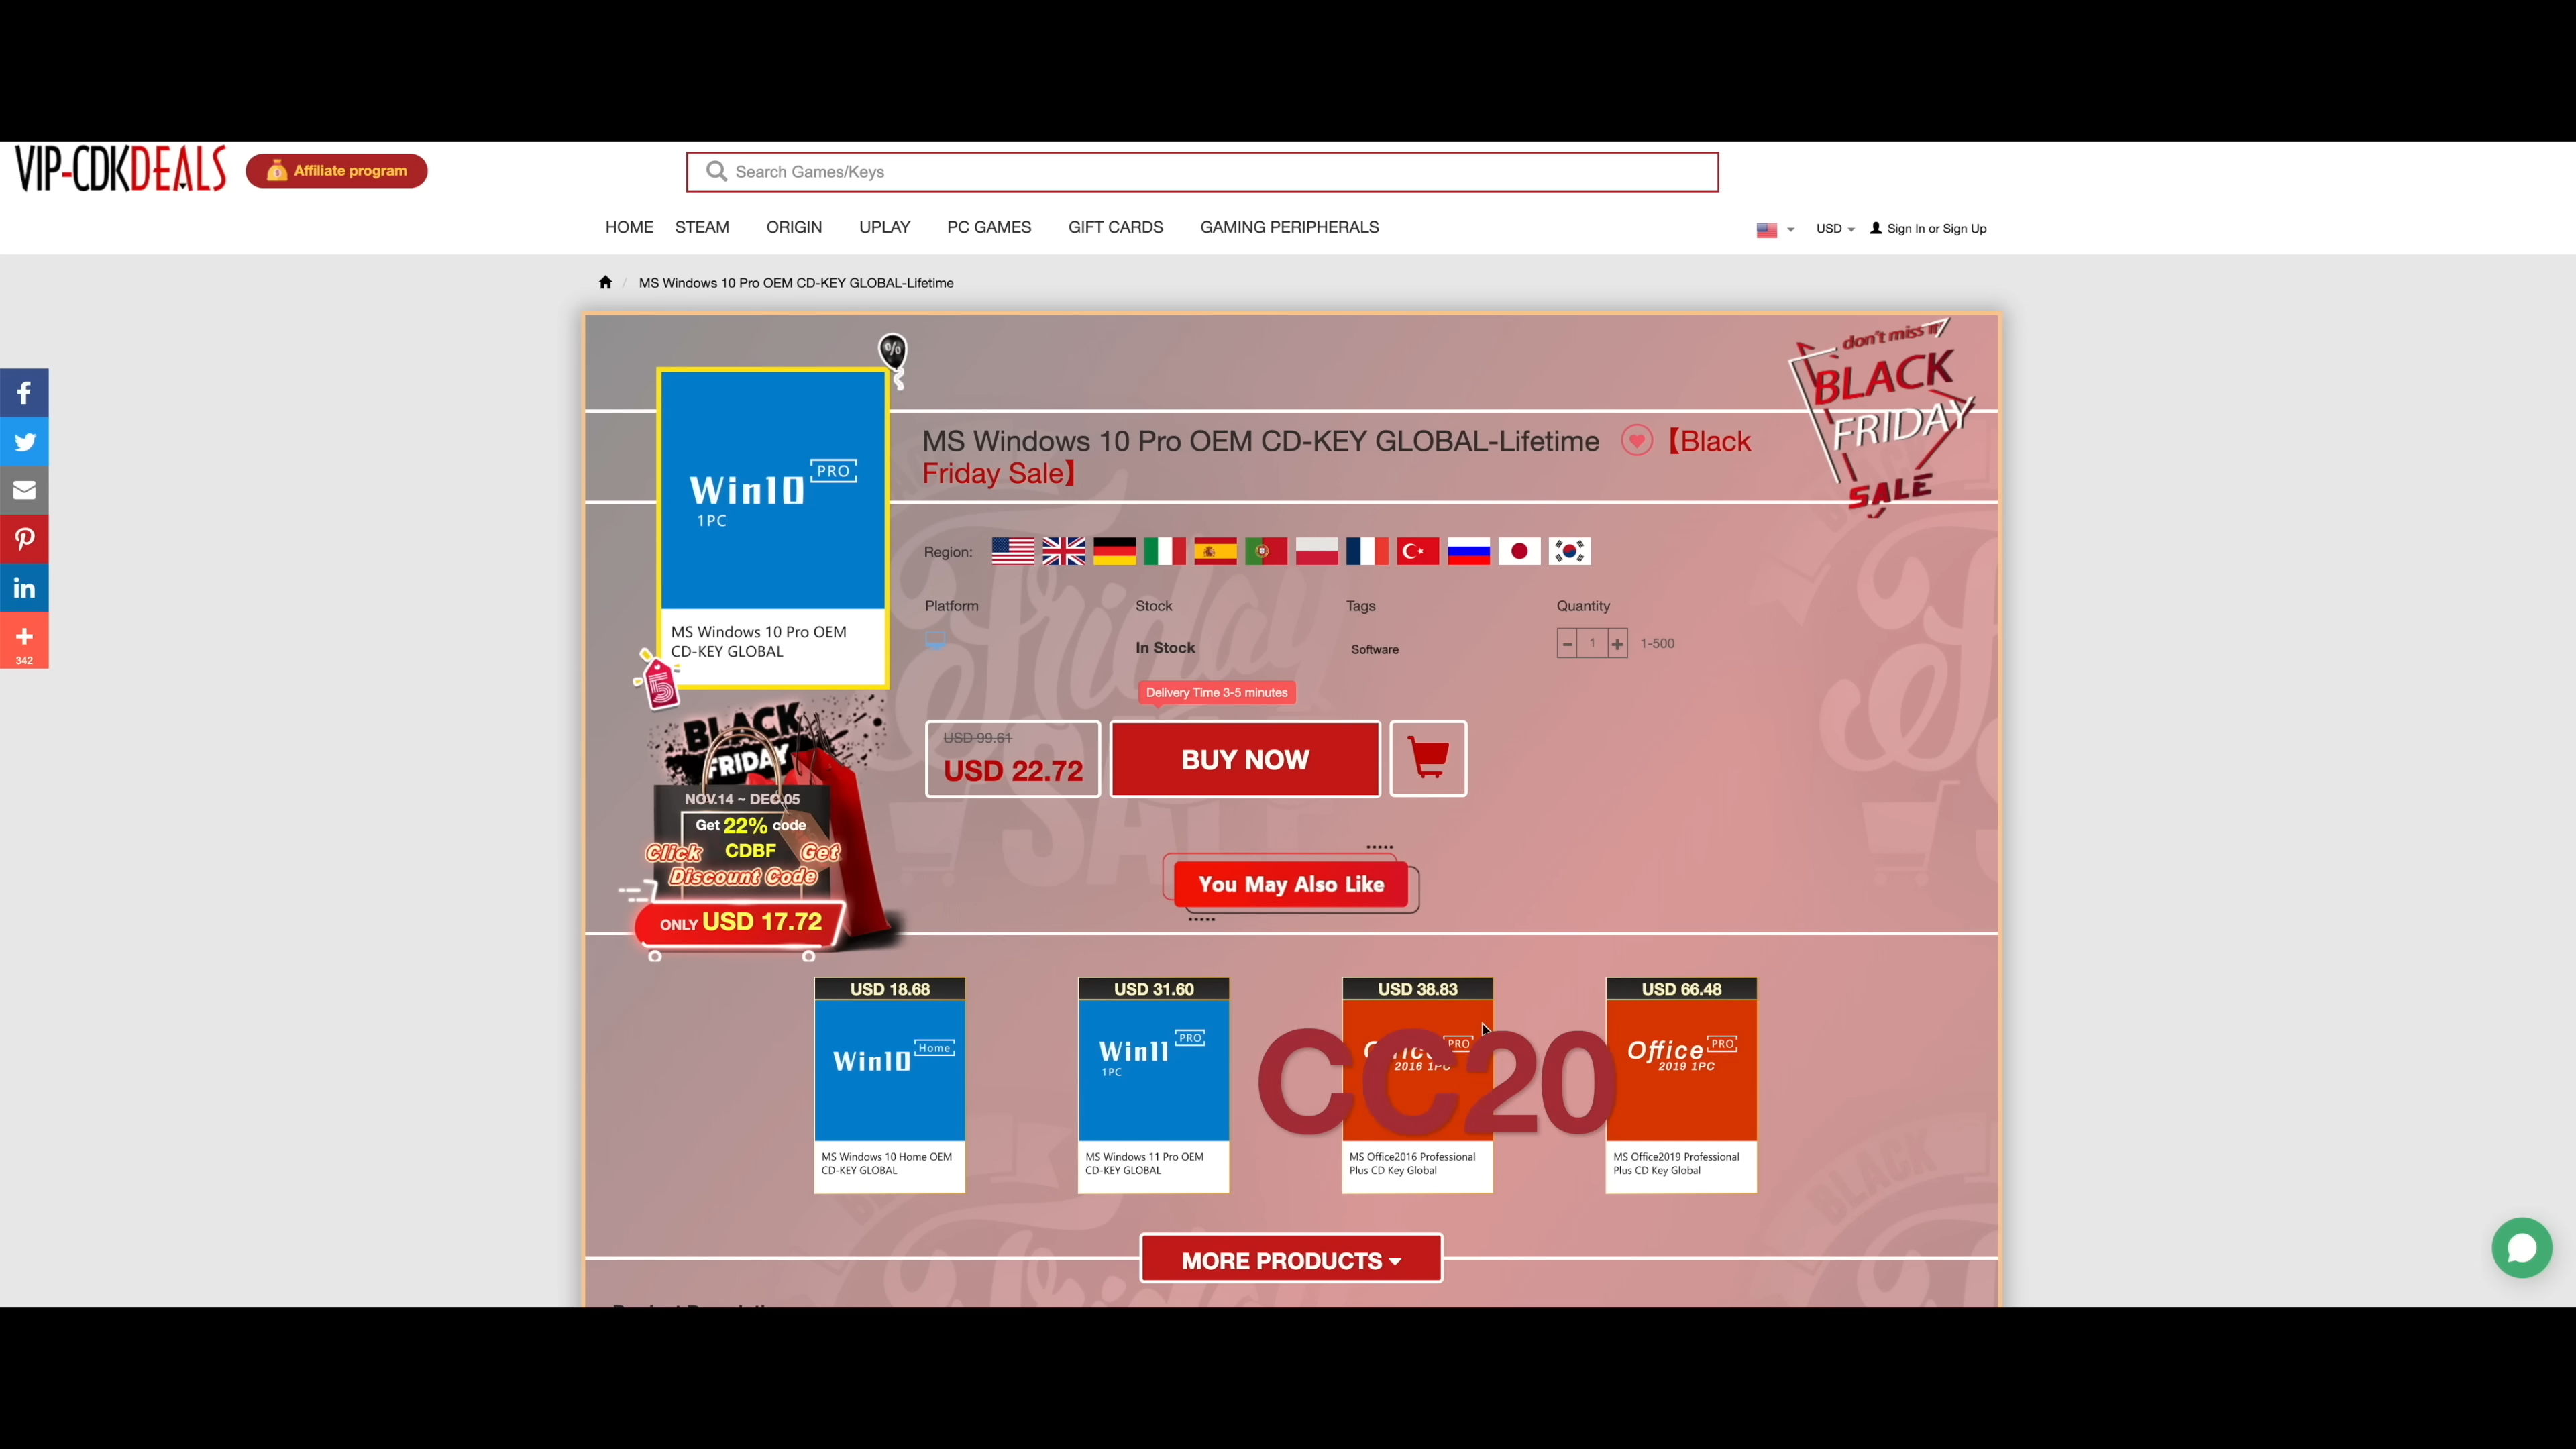 VIP-CDKDEALS
Affiliate program
Search Games/Keys
HOME STEAM ORIGIN UPLAY PC GAMES GIFT CARDS GAMING PERIPHERALS
USD Sign In or Sign Up
/ MS Windows 10 Pro OEM CD-KEY GLOBAL-Lifetime
don't miss it
BLACK
FRIDAY
SALE
%
Win10 PRO
1PC
MS Windows 10 Pro OEM
CD-KEY GLOBAL
5
MS Windows 10 Pro OEM CD-KEY GLOBAL-Lifetime 【Black
Friday Sale】
Region:
Platform Stock Tags Quantity
In Stock Software - 1 + 1-500
Delivery Time 3-5 minutes
USD 99.61
USD 22.72
BUY NOW
342
BLACK
FRIDAY
NOV.14 ~ DEC.05
Get 22% code
Click CDBF Get
Discount Code
ONLY USD 17.72
You May Also Like
USD 18.68
Win10 Home
MS Windows 10 Home OEM
CD-KEY GLOBAL
USD 31.60
Win11 PRO
1PC
MS Windows 11 Pro OEM
CD-KEY GLOBAL
USD 38.83
PRO
2016 1PC
MS Office2016 Professional
Plus CD Key Global
USD 66.48
Office PRO
2019 1PC
MS Office2019 Professional
Plus CD Key Global
CC20
MORE PRODUCTS